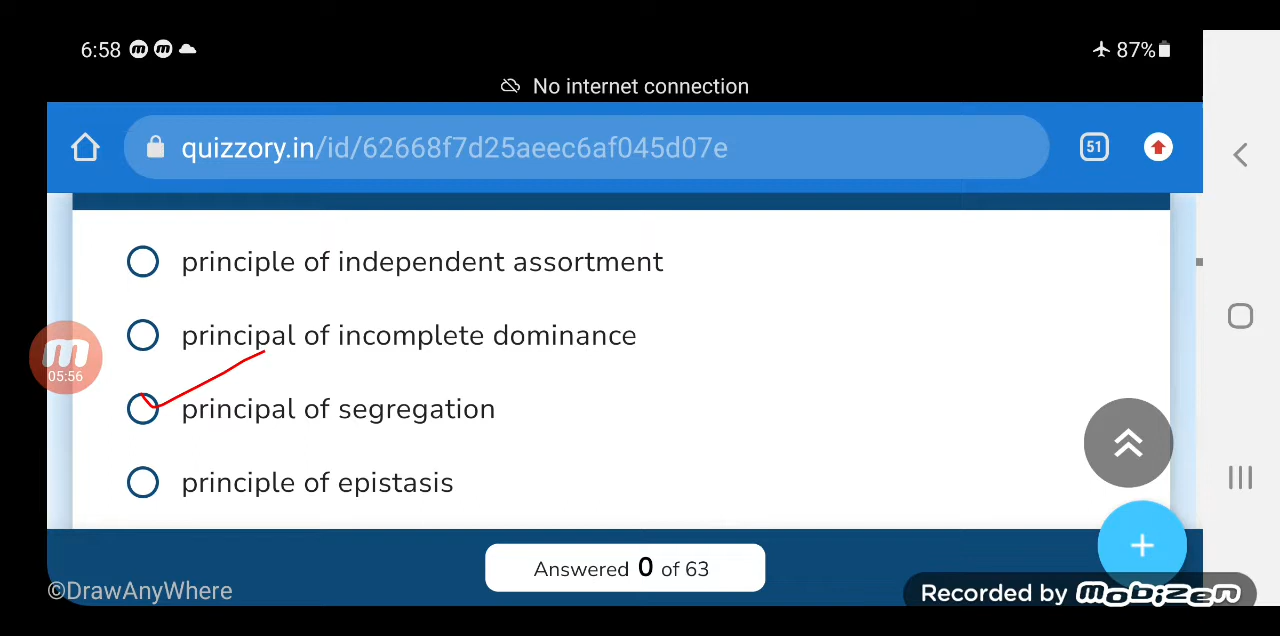 6:58 87%
No internet connection
quizzory.in/id/62668f7d25aeec6af045d07e 51
principle of independent assortment
principal of incomplete dominance
m
05:56
principal of segregation
principle of epistasis
+
Answered 0 of 63
©DrawAnyWhere
Recorded by mobizen